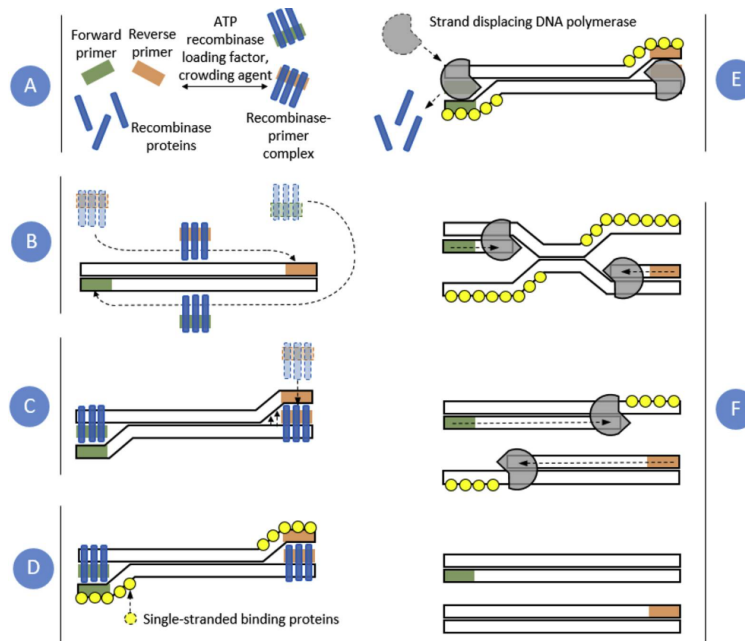 A
Forward
primer
Reverse
primer
ATP
recombinase
loading factor,
crowding agent
Recombinase
proteins
Recombinase-
primer
complex
B
C
D
Single-stranded binding proteins
Strand displacing DNA polymerase
E
F